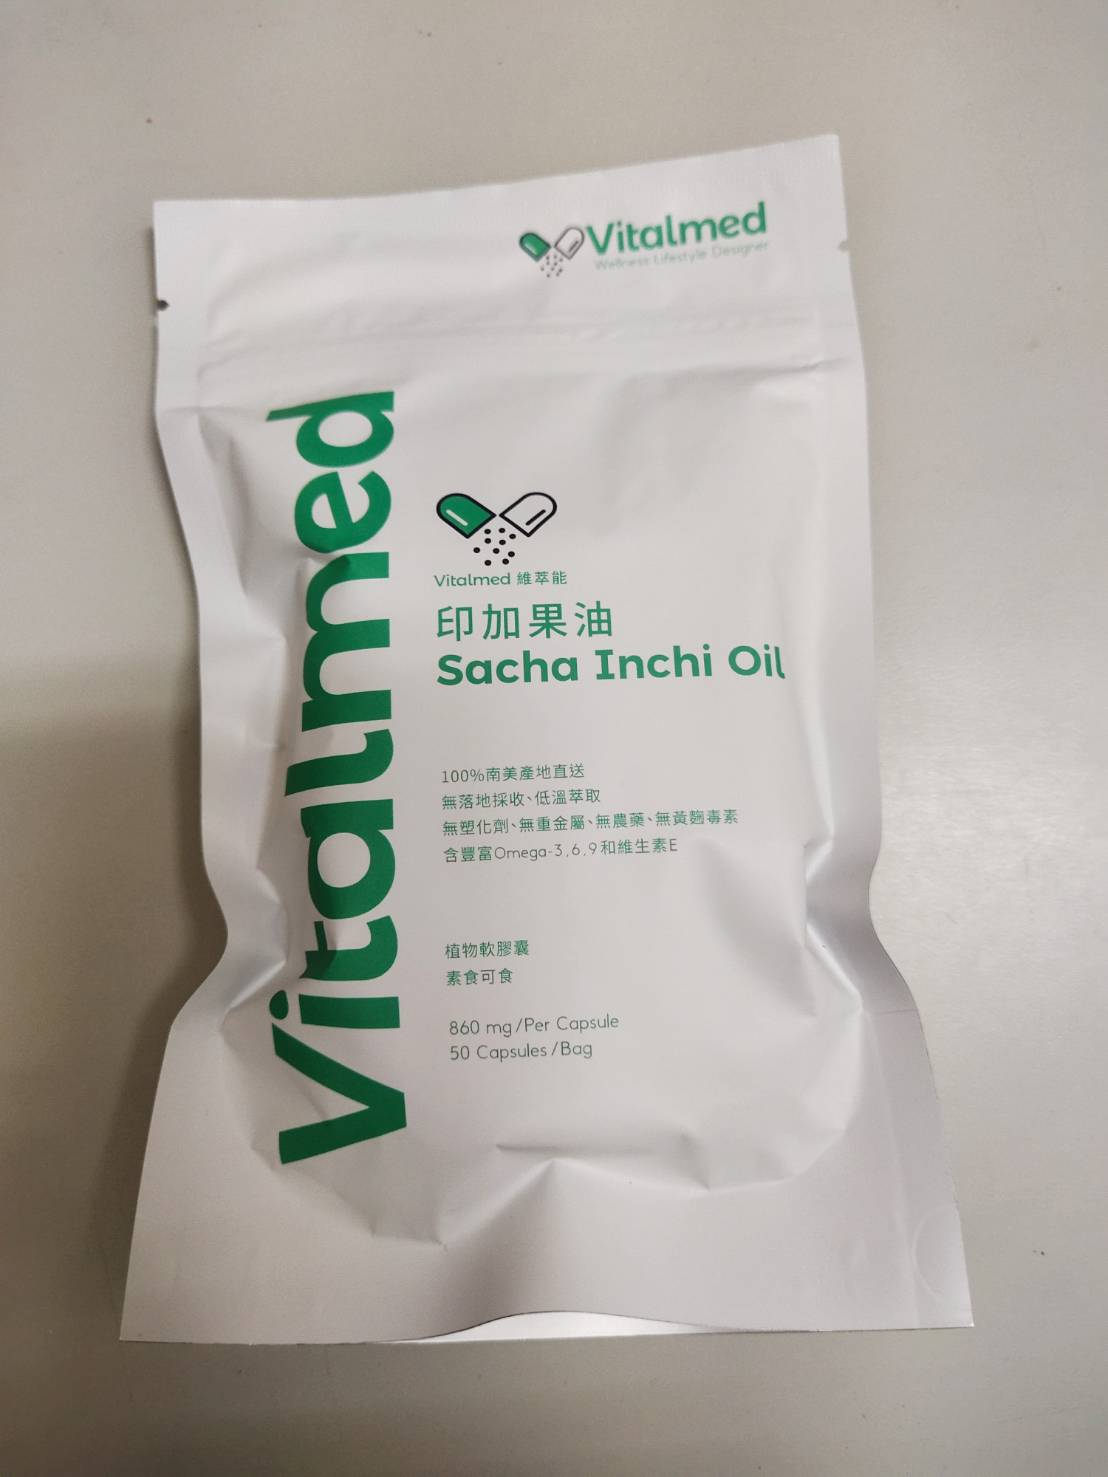 Vitalmed
Wellness Lifestyle Designer
Vitalmed
Vitalmed 維萃能
印加果油
Sacha Inchi Oil
100%南美產地直送
無落地採收、低溫萃取
無塑化劑、無重金屬、無農藥、無黃麴毒素
含豐富Omega-3,6,9和維生素E
植物軟膠囊
素食可食
860 mg/Per Capsule
50 Capsules/Bag